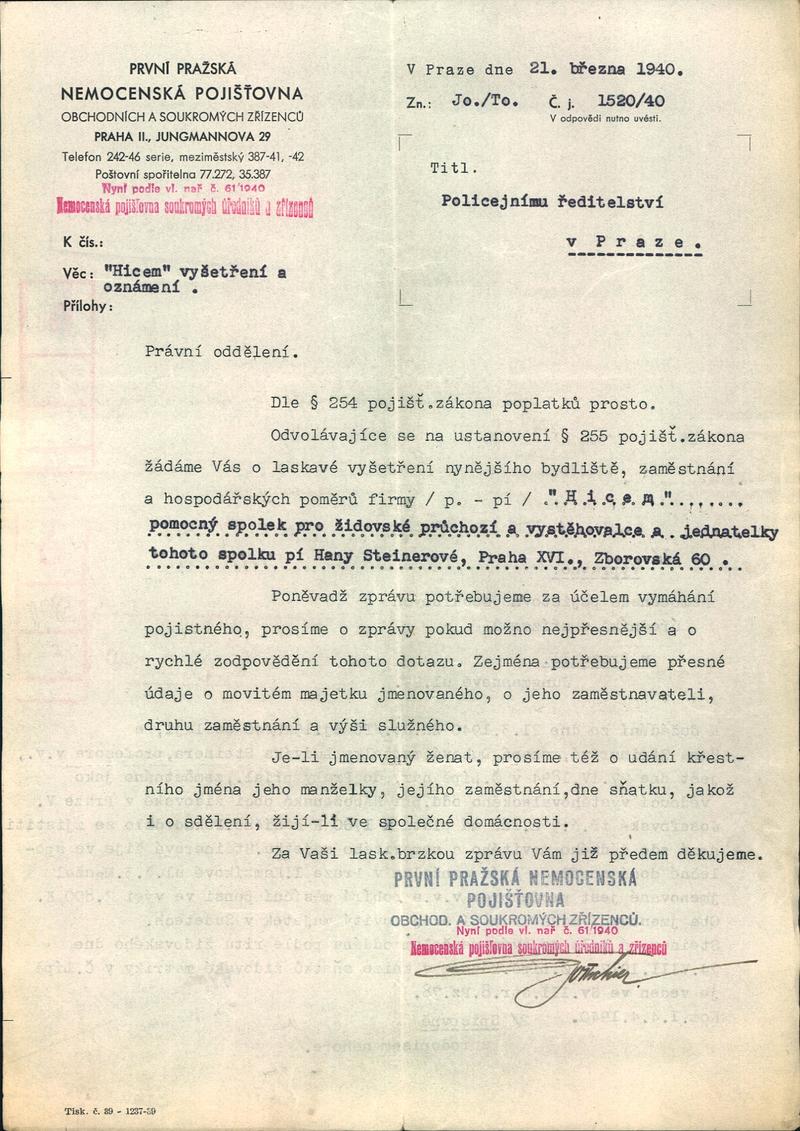 PRVNÍ PRAŽSKÁ
NEMOCENSKÁ POJIŠŤOVNA
OBCHODNÍCH A SOUKROMÝCH ZŘÍZENCŮ
PRAHA II., JUNGMANNOVA 29
Telefon 242-46 serie, meziměstský 387-41, -42
Poštovní spořitelna 77.272, 35.387
Nyní podle vl. nař č. 61/1940
Nemocenská pojišťovna soukromých úředníků a zřízenců
K čís.:
Věc: "Hicem" vyšetření a
oznámení .
Přílohy:
V Praze dne 21. března 1940.
Zn.: Jo./To. Č. j. 1520/40
V odpovědi nutno uvésti.
Titl.
Policejnímu ředitelství
v Praze.
Právní oddělení.
Dle § 254 pojišť.zákona poplatků prosto.
Odvolávajíce se na ustanovení § 255 pojišť.zákona
žádáme Vás o laskavé vyšetření nynějšího bydliště, zaměstnání
a hospodářských poměrů firmy / p. - pí / "H i c e m"
pomocný spolek pro židovské průchozí a vystěhovalce a jednatelky
tohoto spolku pí Hany Steinerové, Praha XVI., Zborovská 60 .
Poněvadž zprávu potřebujeme za účelem vymáhání
pojistného, prosíme o zprávy pokud možno nejpřesnější a o
rychlé zodpovědění tohoto dotazu. Zejména potřebujeme přesné
údaje o movitém majetku jmenovaného, o jeho zaměstnavateli,
druhu zaměstnání a výši služného.
Je-li jmenovaný ženat, prosíme též o udání křest-
ního jména jeho manželky, jejího zaměstnání,dne sňatku, jakož
i o sdělení, žijí-li ve společné domácnosti.
Za Vaši lask.brzkou zprávu Vám již předem děkujeme.
PRVNÍ PRAŽSKÁ NEMOCENSKÁ
POJIŠŤOVNA
OBCHOD. A SOUKROMÝCH ZŘÍZENCŮ.
Nyní podle vl. nař č. 61/1940
Nemocenská pojišťovna soukromých úředníků a zřízenců
Tisk. č. 89 - 1237-39